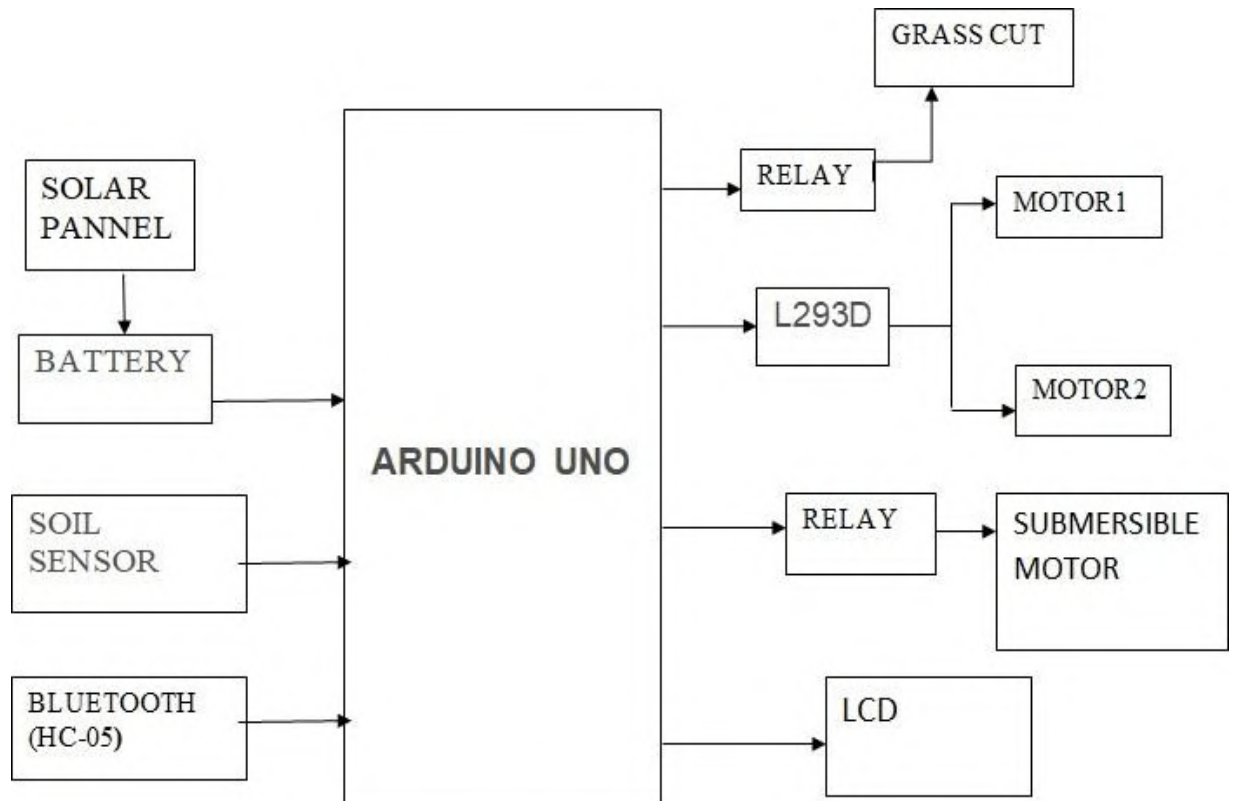 GRASS CUT
SOLAR
PANNEL
RELAY
MOTOR1
L293D
BATTERY
MOTOR2
ARDUINO UNO
SOIL
SENSOR
RELAY
SUBMERSIBLE
MOTOR
BLUETOOTH
(HC-05)
LCD